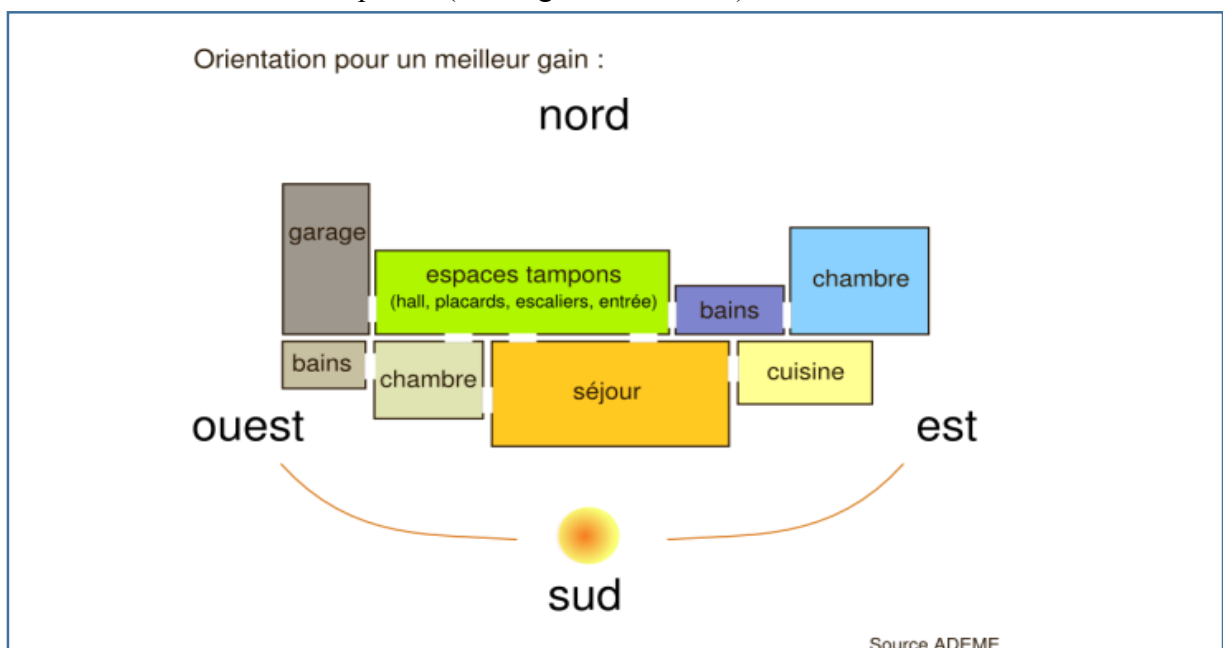 Orientation pour un meilleur gain :
nord
garage
espaces tampons
(hall, placards, escaliers, entrée)
bains
chambre
bains
chambre
séjour
cuisine
ouest
est
sud
Source ADEME